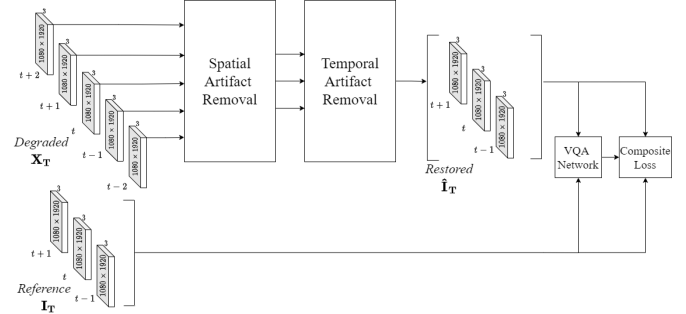 3
1080 × 1920
t + 2
3
1080 × 1920
t + 1
3
1080 × 1920
t
3
1080 × 1920
t − 1
3
1080 × 1920
t − 2
Degraded
X_T
Spatial
Artifact
Removal
Temporal
Artifact
Removal
3
1080 × 1920
t + 1
3
1080 × 1920
t
3
1080 × 1920
t − 1
Restored
Î_T
VQA
Network
Composite
Loss
3
1080 × 1920
t + 1
3
1080 × 1920
t
3
1080 × 1920
t − 1
Reference
I_T